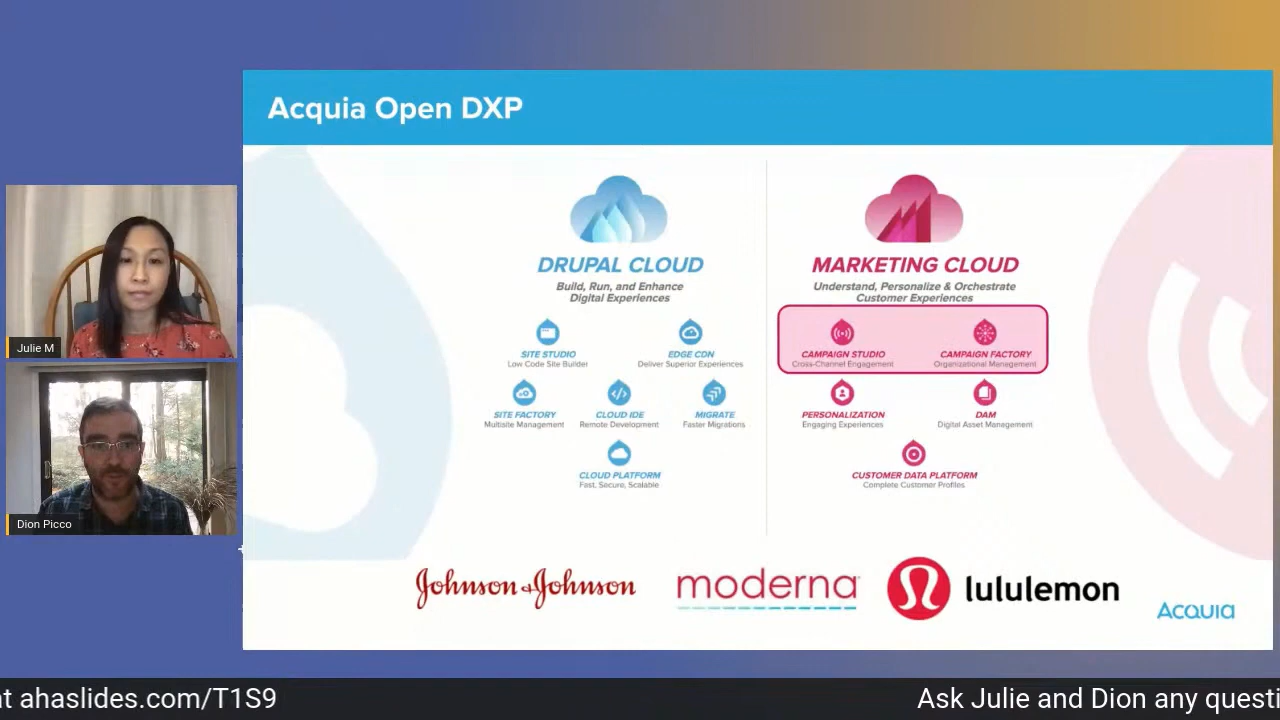 Acquia Open DXP
DRUPAL CLOUD
Build, Run, and Enhance
Digital Experiences
SITE STUDIO
Low Code Site Builder
EDGE CDN
Deliver Superior Experiences
SITE FACTORY
Multisite Management
CLOUD IDE
Remote Development
MIGRATE
Faster Migrations
CLOUD PLATFORM
Fast, Secure, Scalable
MARKETING CLOUD
Understand, Personalize & Orchestrate
Customer Experiences
CAMPAIGN STUDIO
Cross-Channel Engagement
CAMPAIGN FACTORY
Organizational Management
PERSONALIZATION
Engaging Experiences
DAM
Digital Asset Management
CUSTOMER DATA PLATFORM
Complete Customer Profiles
Julie M
Dion Picco
Johnson & Johnson
moderna
lululemon
Acquia
at ahaslides.com/T1S9
Ask Julie and Dion any questi